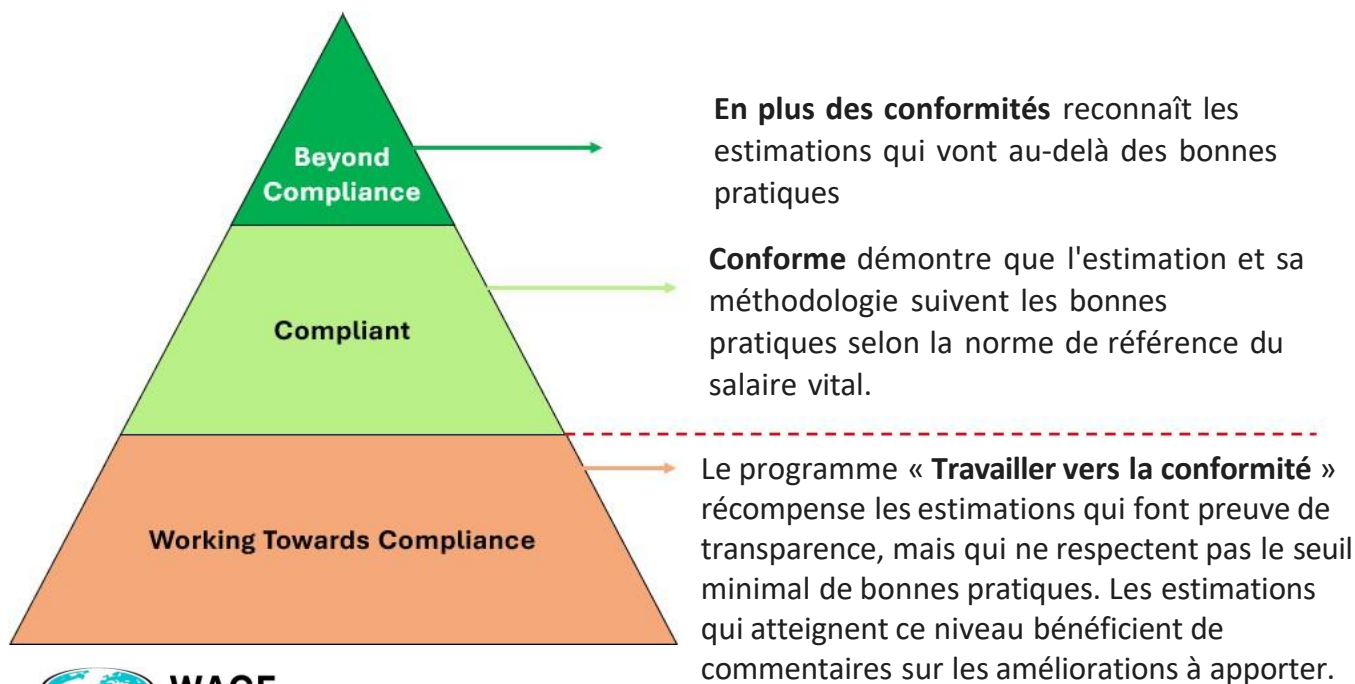 Beyond
Compliance
En plus des conformités reconnaît les
estimations qui vont au-delà des bonnes
pratiques
Compliant
Conforme démontre que l'estimation et sa
méthodologie suivent les bonnes
pratiques selon la norme de référence du
salaire vital.
Working Towards Compliance
Le programme « Travailler vers la conformité »
récompense les estimations qui font preuve de
transparence, mais qui ne respectent pas le seuil
minimal de bonnes pratiques. Les estimations
qui atteignent ce niveau bénéficient de
commentaires sur les améliorations à apporter.
WAGE